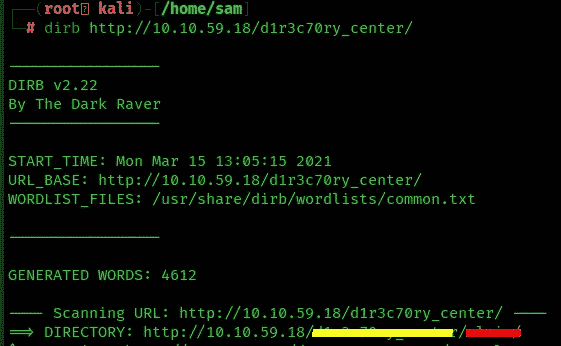 (root kali)-[/home/sam]
# dirb http://10.10.59.18/d1r3c70ry_center/
DIRB v2.22
By The Dark Raver
START_TIME: Mon Mar 15 13:05:15 2021
URL_BASE: http://10.10.59.18/d1r3c70ry_center/
WORDLIST_FILES: /usr/share/dirb/wordlists/common.txt
GENERATED WORDS: 4612
---- Scanning URL: http://10.10.59.18/d1r3c70ry_center/ ----
==> DIRECTORY: http://10.10.59.18/